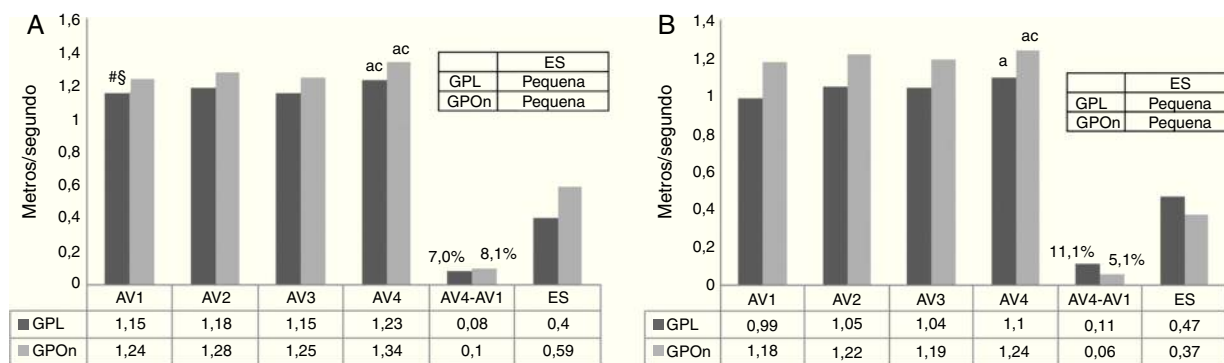 A
Metros/segundo
1,6
1,4
1,2
1
0,8
0,6
0,4
0,2
0
#§
ac
ac
7,0%
8,1%
ES
GPL Pequena
GPOn Pequena
AV1 AV2 AV3 AV4 AV4-AV1 ES
GPL 1,15 1,18 1,15 1,23 0,08 0,4
GPOn 1,24 1,28 1,25 1,34 0,1 0,59
B
Metros/segundo
1,4
1,2
1
0,8
0,6
0,4
0,2
0
a
ac
11,1%
5,1%
ES
GPL Pequena
GPOn Pequena
AV1 AV2 AV3 AV4 AV4-AV1 ES
GPL 0,99 1,05 1,04 1,1 0,11 0,47
GPOn 1,18 1,22 1,19 1,24 0,06 0,37